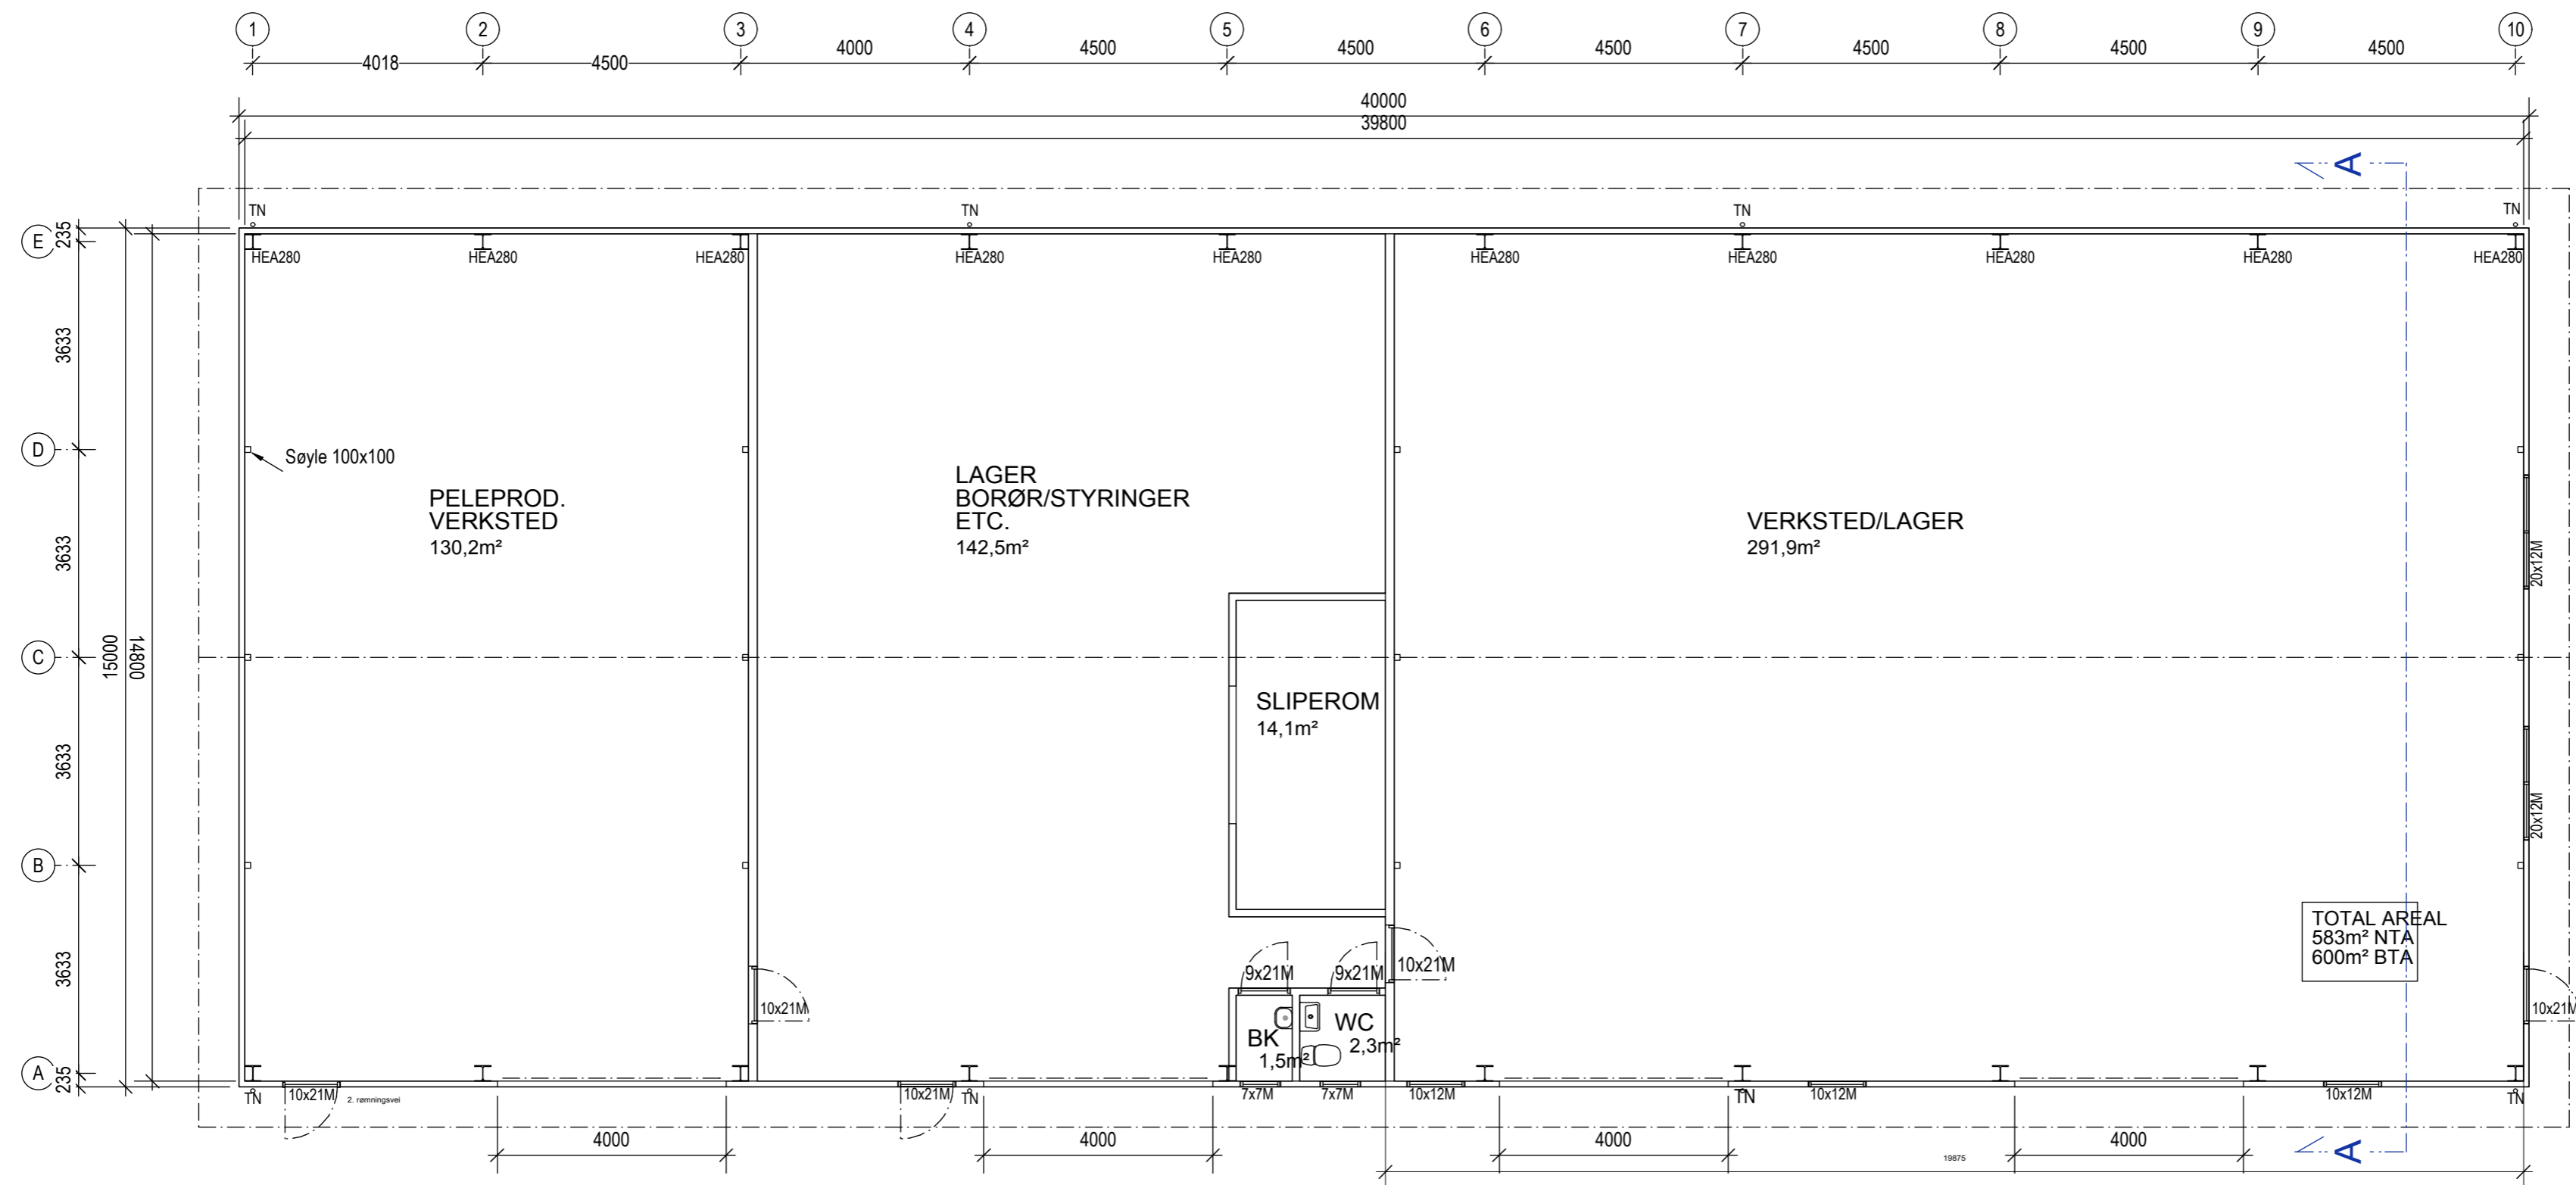 1 2 3 4 5 6 7 8 9 10
4018 4500 4000 4500 4500 4500 4500 4500 4500
40000
39800
A
TN TN TN TN
E
235
HEA280 HEA280 HEA280 HEA280 HEA280 HEA280 HEA280 HEA280 HEA280 HEA280
3633
D
Søyle 100x100
PELEPROD.
VERKSTED
130,2m²
LAGER
BORØR/STYRINGER
ETC.
142,5m²
VERKSTED/LAGER
291,9m²
3633
20x12M
15000
14800
C
SLIPEROM
14,1m²
3633
20x12M
B
TOTAL AREAL
583m² NTA
600m² BTA
3633
9x21M 9x21M 10x21M
10x21M
10x21M
BK
1,5m²
WC
2,3m²
A
235
TN 10x21M 2. rømningsvei 10x21M TN 7x7M 7x7M 10x12M TN 10x12M 10x12M TN
4000 4000 4000 4000
19875
A